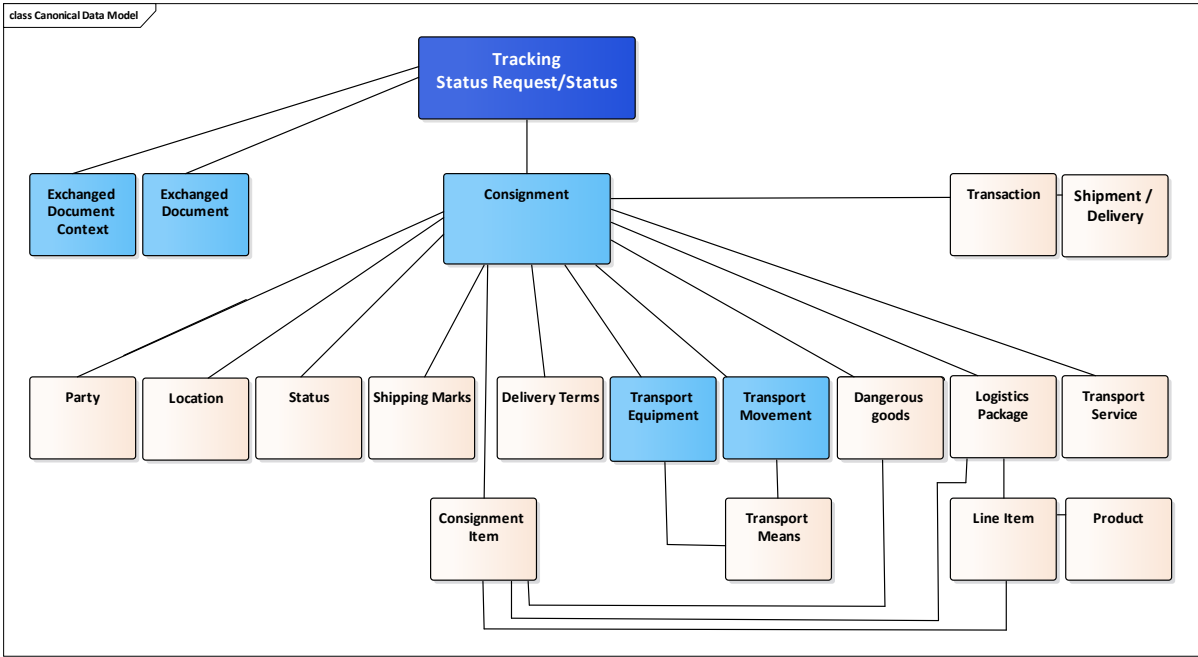 class Canonical Data Model
Tracking
Status Request/Status
Exchanged
Document
Context
Exchanged
Document
Consignment
Transaction
Shipment /
Delivery
Party
Location
Status
Shipping Marks
Delivery Terms
Transport
Equipment
Transport
Movement
Dangerous
goods
Logistics
Package
Transport
Service
Consignment
Item
Transport
Means
Line Item
Product